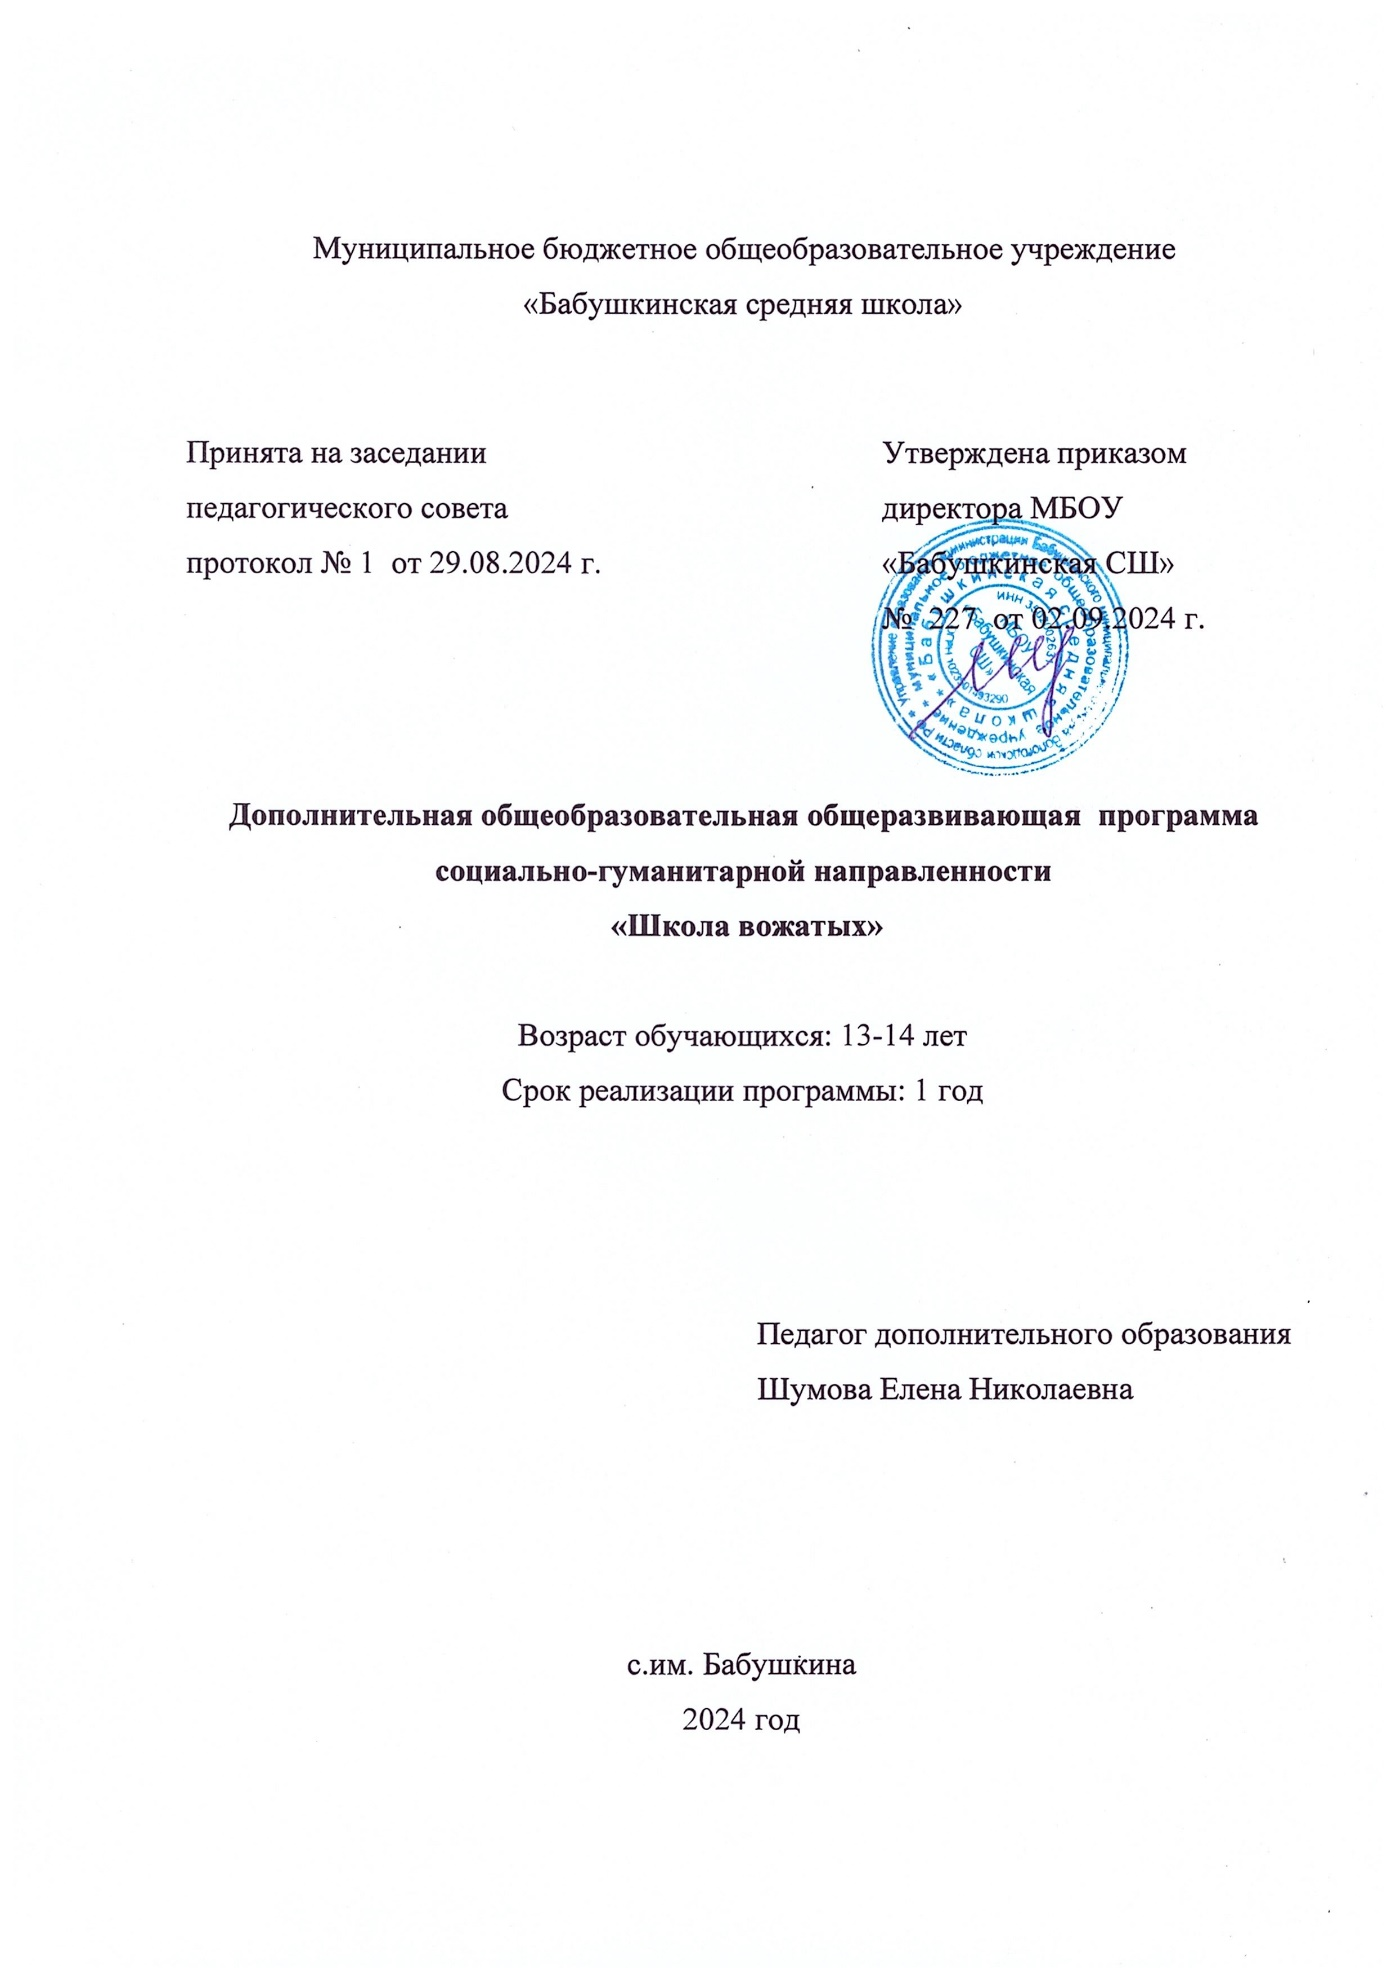 Муниципальное бюджетное общеобразовательное учреждение
«Бабушкинская средняя школа»
Принята на заседании
педагогического совета
протокол № 1 от 29.08.2024 г.
Утверждена приказом
директора МБОУ
«Бабушкинская СШ»
№ 227 от 02.09.2024 г.
МБОУ
«Бабушкинская
СШ»
Дополнительная общеобразовательная общеразвивающая программа
социально-гуманитарной направленности
«Школа вожатых»
Возраст обучающихся: 13-14 лет
Срок реализации программы: 1 год
Педагог дополнительного образования
Шумова Елена Николаевна
с.им. Бабушкина
2024 год